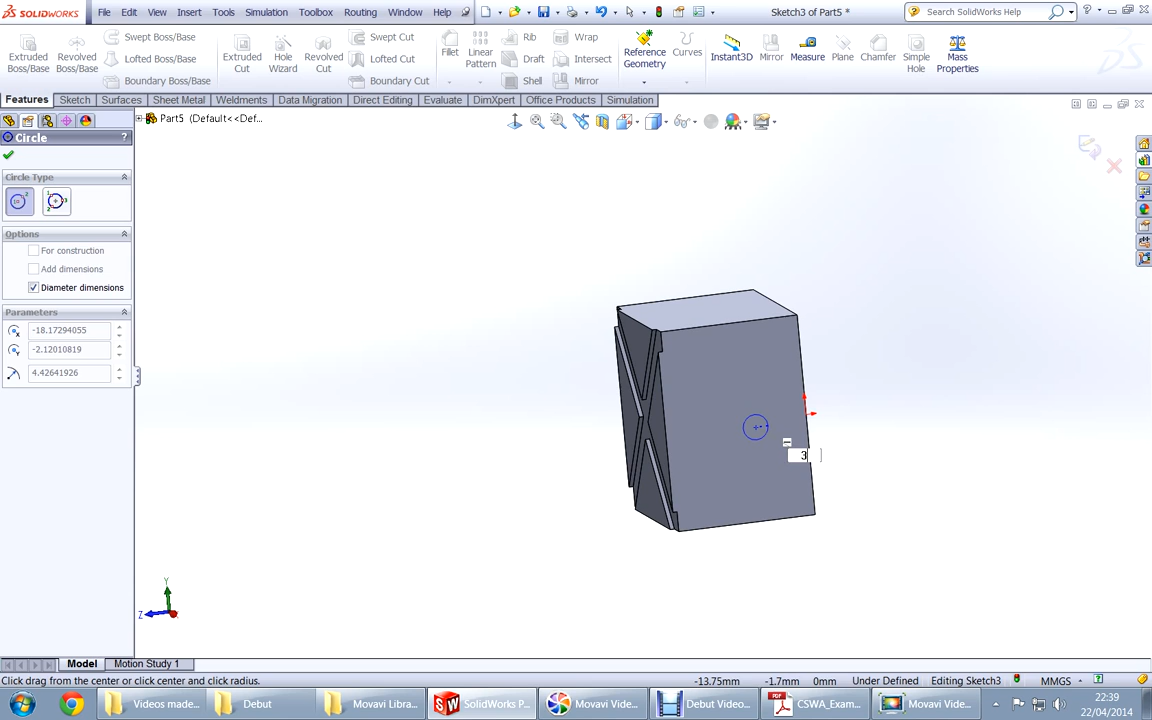 SOLIDWORKS File Edit View Insert Tools Simulation Toolbox Routing Window Help Sketch3 of Part5 * Search SolidWorks Help
Extruded Boss/Base
Revolved Boss/Base
Swept Boss/Base
Lofted Boss/Base
Boundary Boss/Base
Extruded Cut
Hole Wizard
Revolved Cut
Swept Cut
Lofted Cut
Boundary Cut
Fillet
Linear Pattern
Rib
Draft
Shell
Wrap
Intersect
Mirror
Reference Geometry
Curves
Instant3D
Mirror
Measure
Plane
Chamfer
Simple Hole
Mass Properties
Features Sketch Surfaces Sheet Metal Weldments Data Migration Direct Editing Evaluate DimXpert Office Products Simulation
Part5 (Default<<Def...
Circle ?
Circle Type
Options
For construction
Add dimensions
Diameter dimensions
Parameters
-18.17294055
-2.12010819
4.42641926
3
Y
Z
Model Motion Study 1
Click drag from the center or click center and click radius. -13.75mm -1.7mm 0mm Under Defined Editing Sketch3 MMGS
Videos made... Debut Movavi Libra... SolidWorks P... Movavi Vide... Debut Video... CSWA_Exam... Movavi Vide...
22:39
22/04/2014